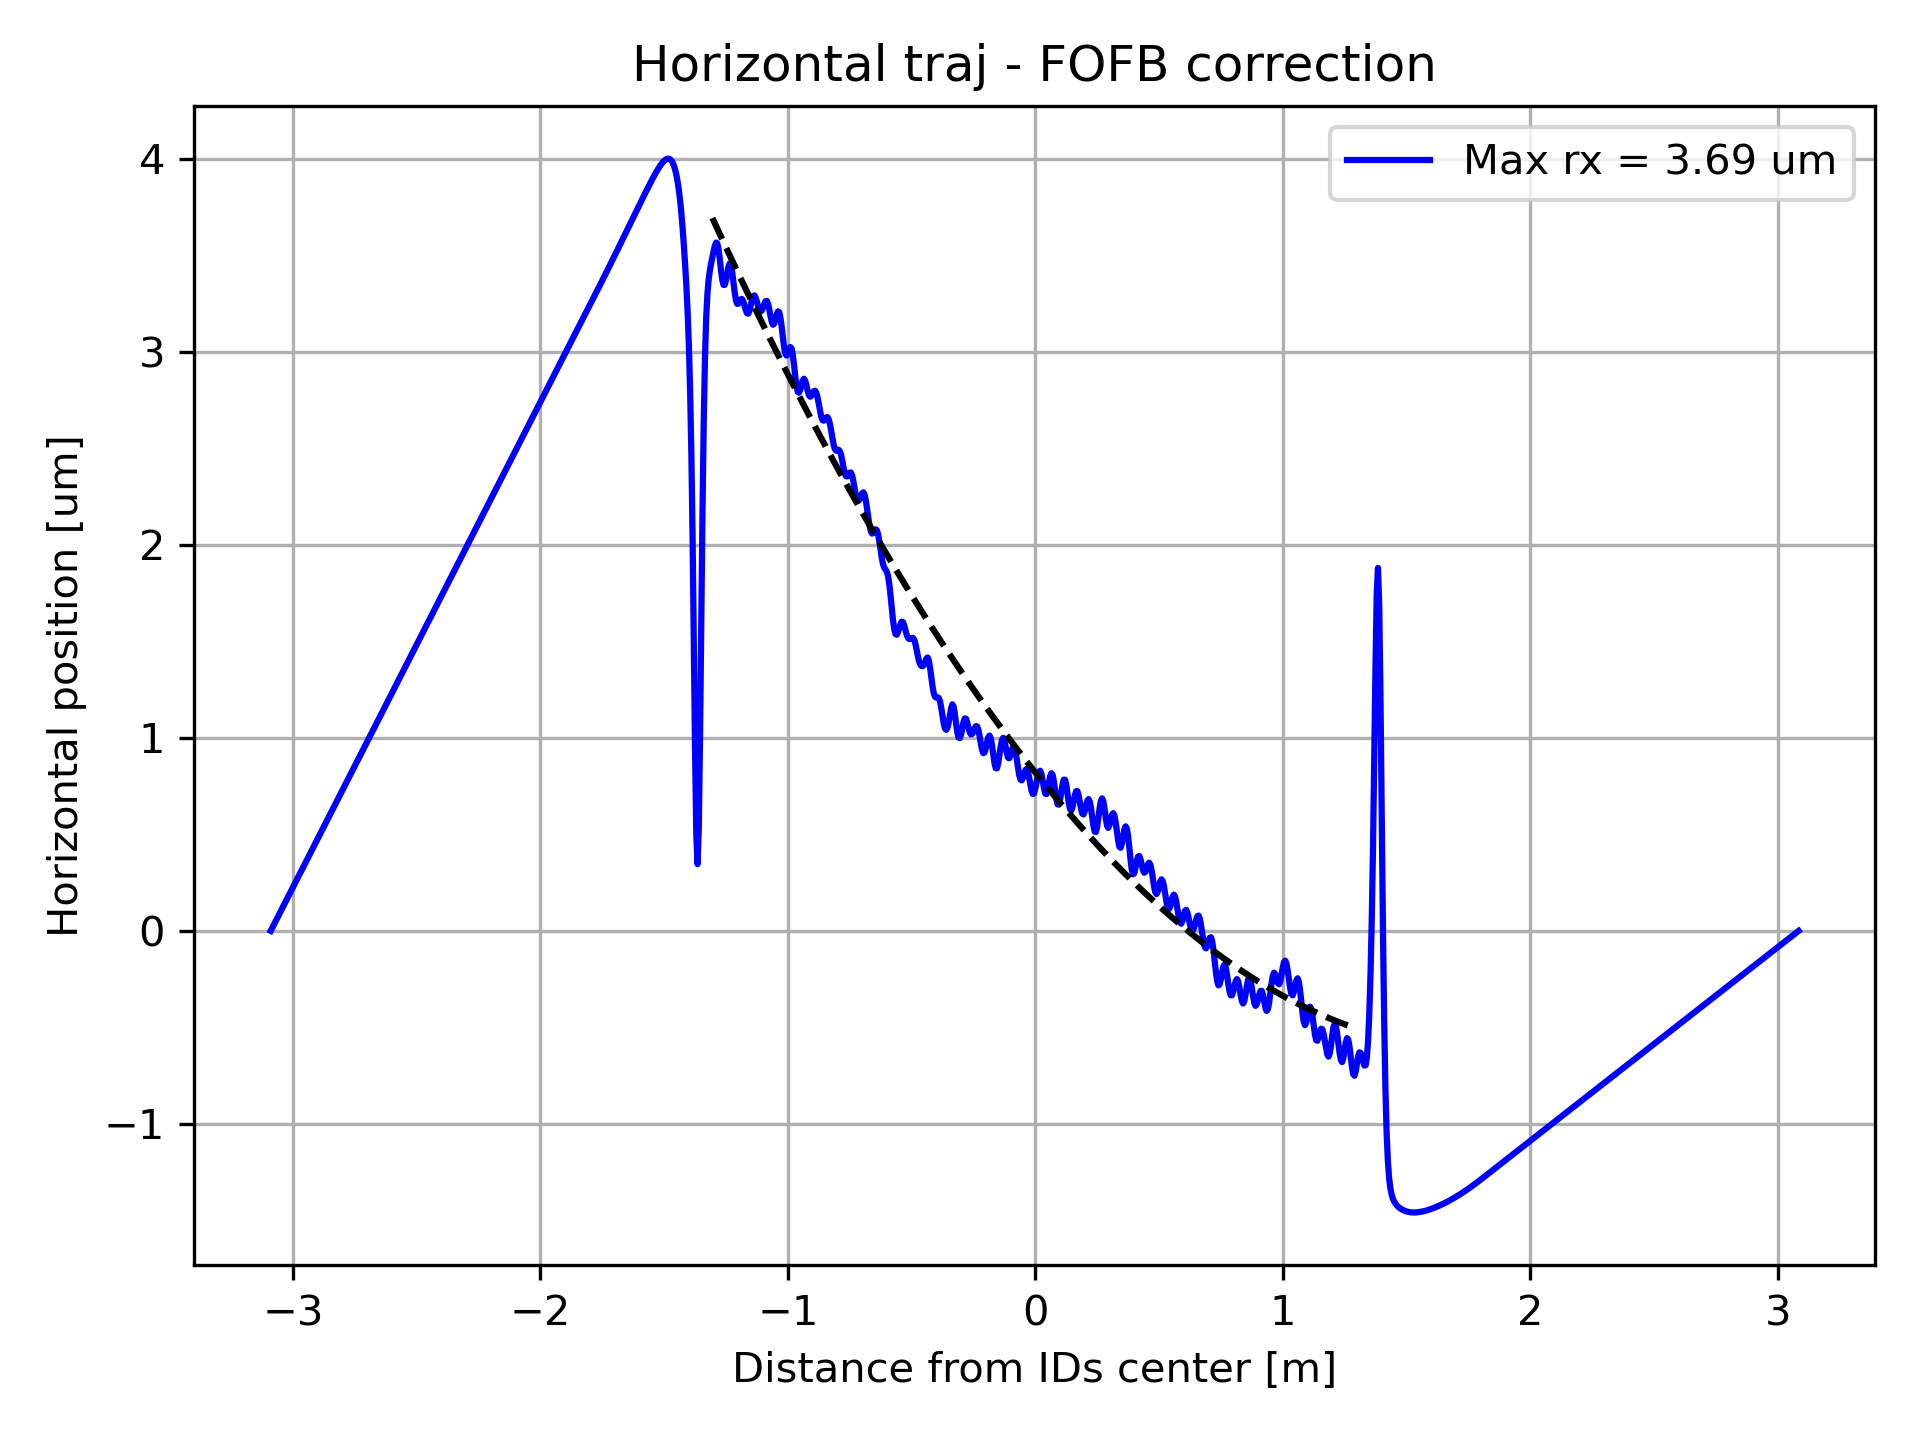 Horizontal traj - FOFB correction
Max rx = 3.69 um
Horizontal position [um]
4
3
2
1
0
−1
−3 −2 −1 0 1 2 3
Distance from IDs center [m]